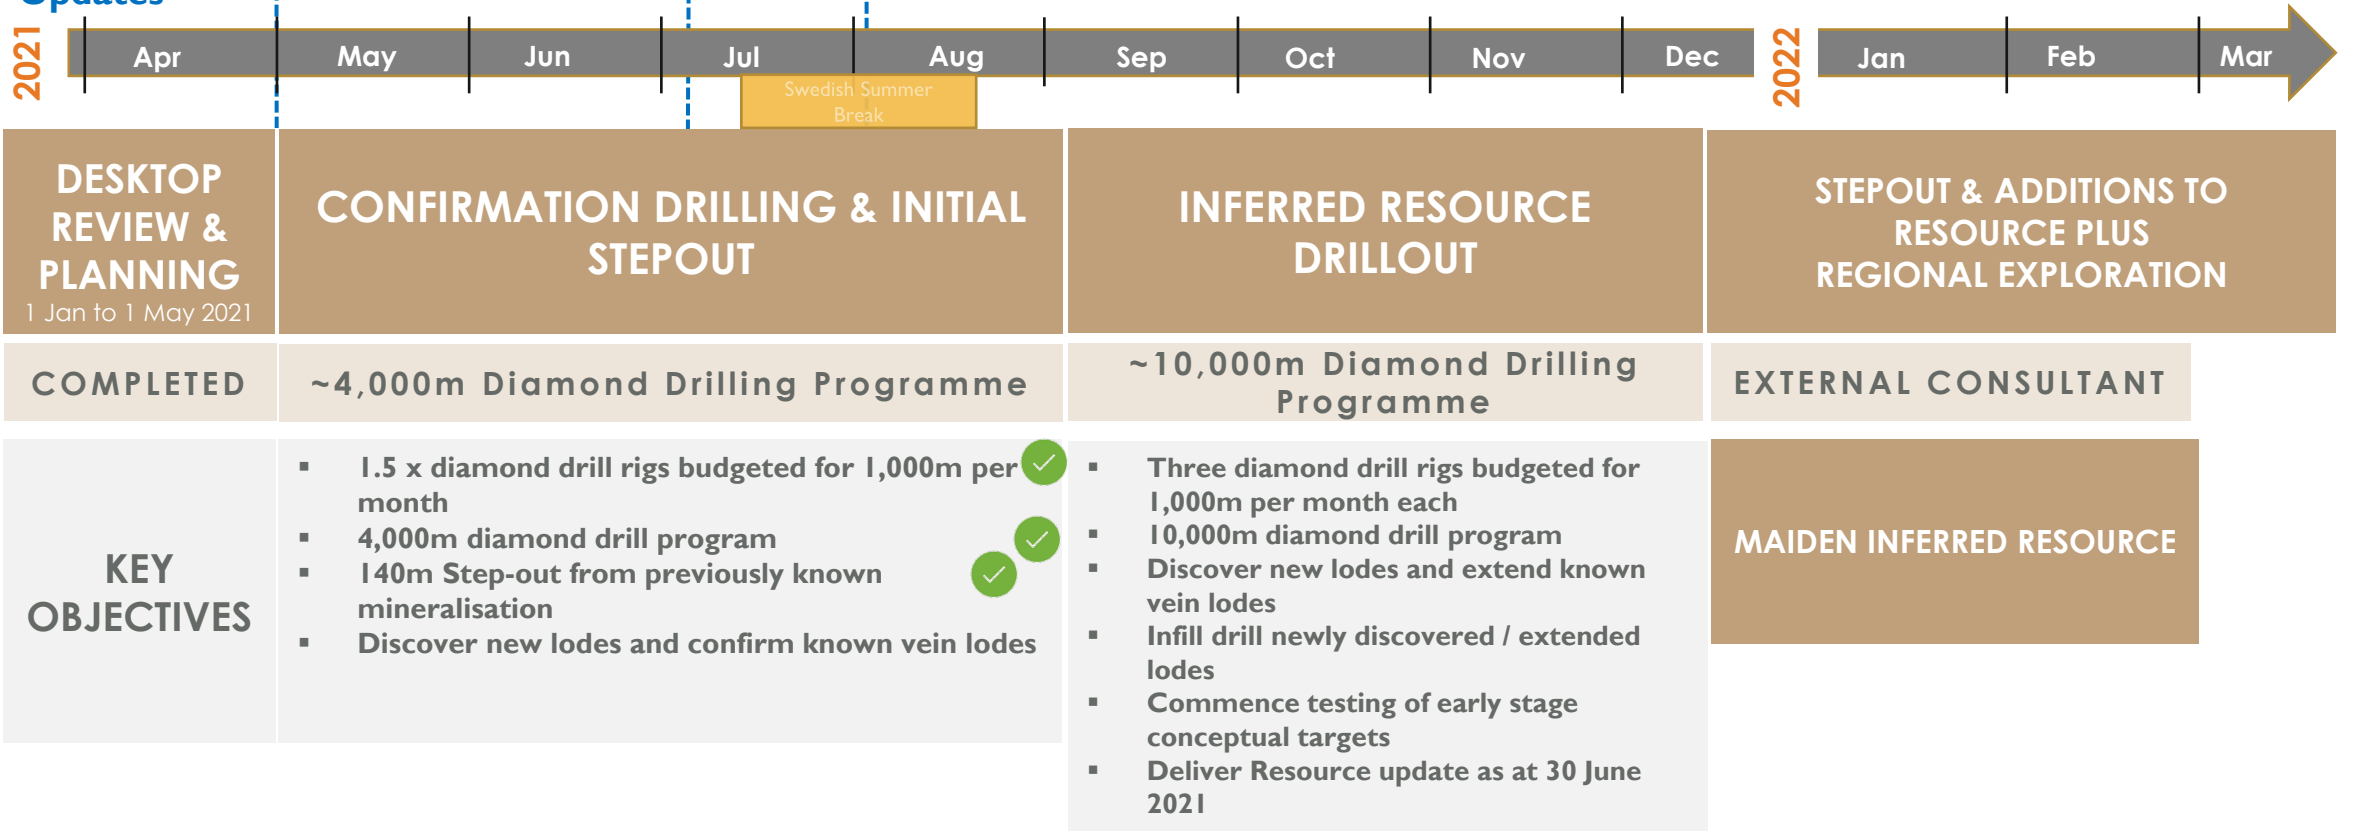 Updates
2021
Apr
May
Jun
Jul
Aug
Sep
Oct
Nov
Dec
2022
Jan
Feb
Mar
Swedish Summer
Break
DESKTOP
REVIEW &
PLANNING
1 Jan to 1 May 2021
CONFIRMATION DRILLING & INITIAL
STEPOUT
INFERRED RESOURCE
DRILLOUT
STEPOUT & ADDITIONS TO
RESOURCE PLUS
REGIONAL EXPLORATION
COMPLETED
~4,000m Diamond Drilling Programme
~10,000m Diamond Drilling
Programme
EXTERNAL CONSULTANT
KEY
OBJECTIVES
▪ 1.5 x diamond drill rigs budgeted for 1,000m per
month
▪ 4,000m diamond drill program
▪ 140m Step-out from previously known
mineralisation
▪ Discover new lodes and confirm known vein lodes
▪ Three diamond drill rigs budgeted for
1,000m per month each
▪ 10,000m diamond drill program
▪ Discover new lodes and extend known
vein lodes
▪ Infill drill newly discovered / extended
lodes
▪ Commence testing of early stage
conceptual targets
▪ Deliver Resource update as at 30 June
2021
MAIDEN INFERRED RESOURCE